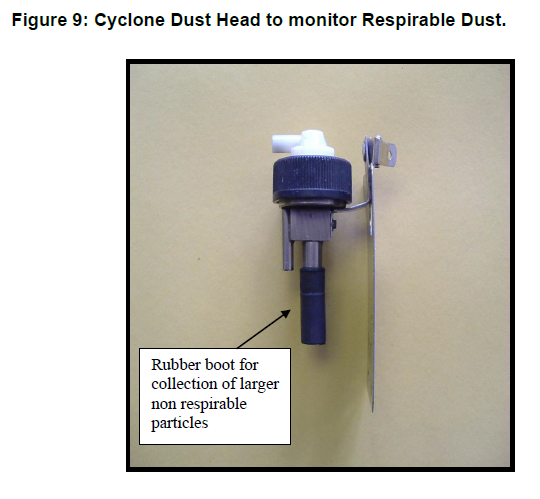 Figure 9: Cyclone Dust Head to monitor Respirable Dust.
Rubber boot for
collection of larger
non respirable
particles